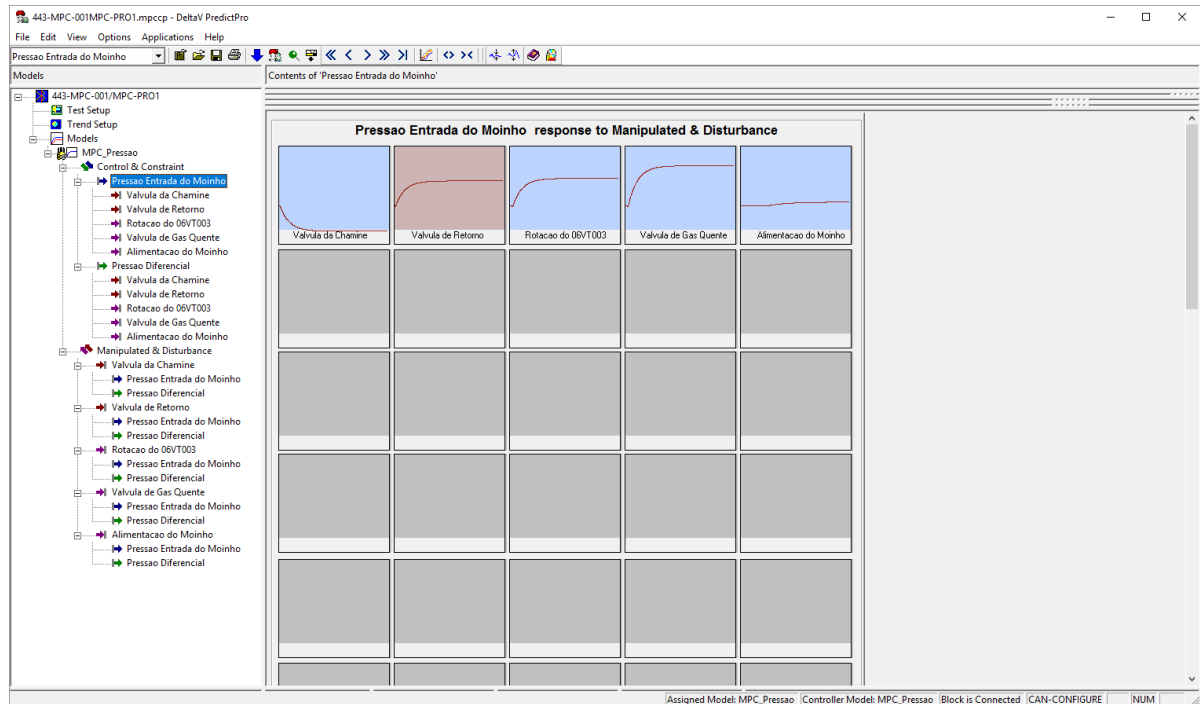 443-MPC-001MPC-PRO1.mpccp - DeltaV PredictPro
File Edit View Options Applications Help
Pressao Entrada do Moinho
Models
Contents of 'Pressao Entrada do Moinho'
443-MPC-001/MPC-PRO1
Test Setup
Trend Setup
Models
MPC_Pressao
Control & Constraint
Pressao Entrada do Moinho
Valvula da Chamine
Valvula de Retorno
Rotacao do 06VT003
Valvula de Gas Quente
Alimentacao do Moinho
Pressao Diferencial
Valvula da Chamine
Valvula de Retorno
Rotacao do 06VT003
Valvula de Gas Quente
Alimentacao do Moinho
Manipulated & Disturbance
Valvula da Chamine
Pressao Entrada do Moinho
Pressao Diferencial
Valvula de Retorno
Pressao Entrada do Moinho
Pressao Diferencial
Rotacao do 06VT003
Pressao Entrada do Moinho
Pressao Diferencial
Valvula de Gas Quente
Pressao Entrada do Moinho
Pressao Diferencial
Alimentacao do Moinho
Pressao Entrada do Moinho
Pressao Diferencial
Pressao Entrada do Moinho response to Manipulated & Disturbance
Valvula da Chamine Valvula de Retorno Rotacao do 06VT003 Valvula de Gas Quente Alimentacao do Moinho
Assigned Model: MPC_Pressao Controller Model: MPC_Pressao Block is Connected CAN-CONFIGURE NUM